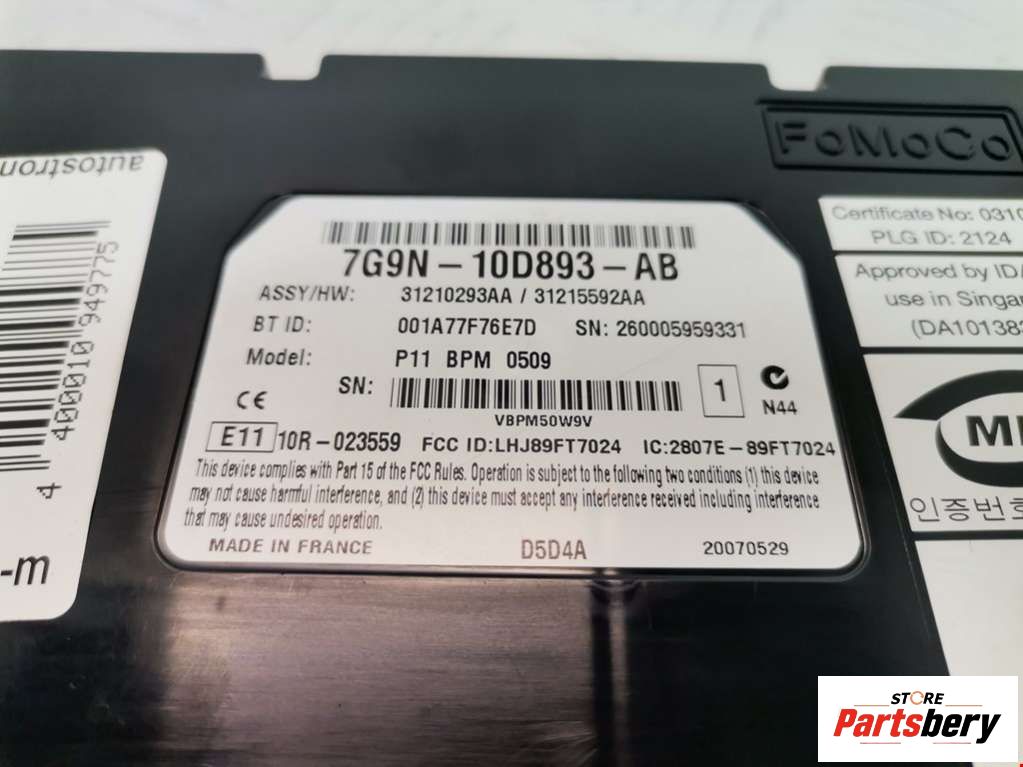 autostron
4 400010 949775
-m
FoMoCo
7G9N - 10D893 - AB
ASSY/HW: 31210293AA / 31215592AA
BT ID: 001A77F76E7D SN: 260005959331
Model: P11 BPM 0509
SN:
VBPM50W9V
1
N44
CE
E11 10R - 023559 FCC ID:LHJ89FT7024 IC:2807E - 89FT7024
This device complies with Part 15 of the FCC Rules. Operation is subject to the following two conditions (1) this device
may not cause harmful interference, and (2) this device must accept any interference received including interference
that may cause undesired operation.
MADE IN FRANCE D5D4A 20070529
Certificate No: 0310
PLG ID: 2124
Approved by IDA
use in Singap
(DA10138
인증번호
STORE
Partsbery